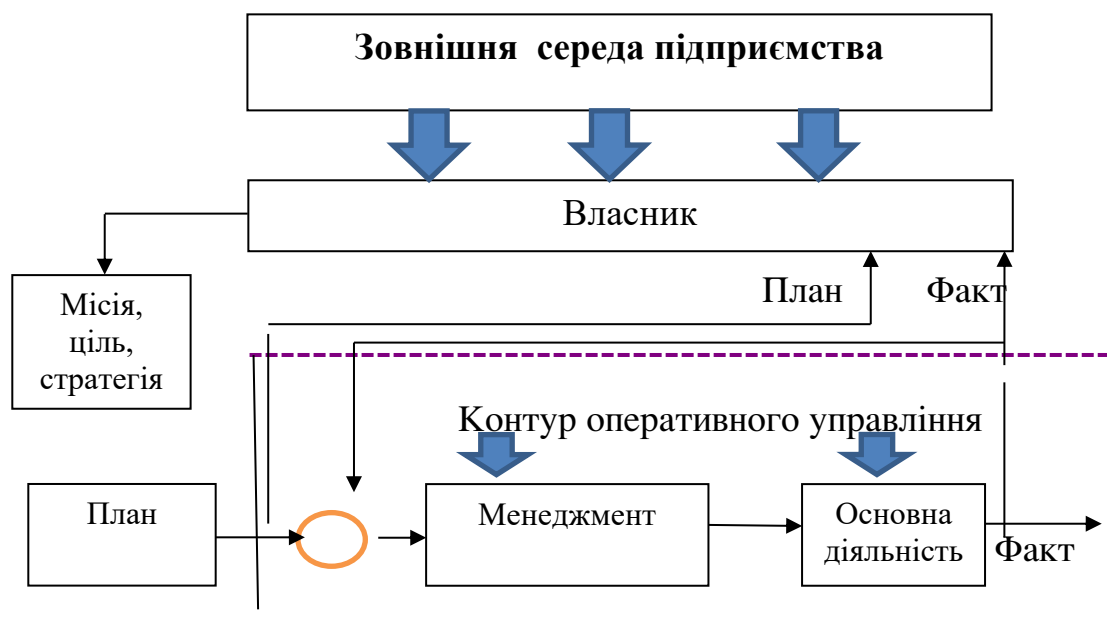 Зовнішня середа підприємства
Власник
План
Факт
Місія,
ціль,
стратегія
Контур оперативного управління
План
Менеджмент
Основна
діяльність
Факт